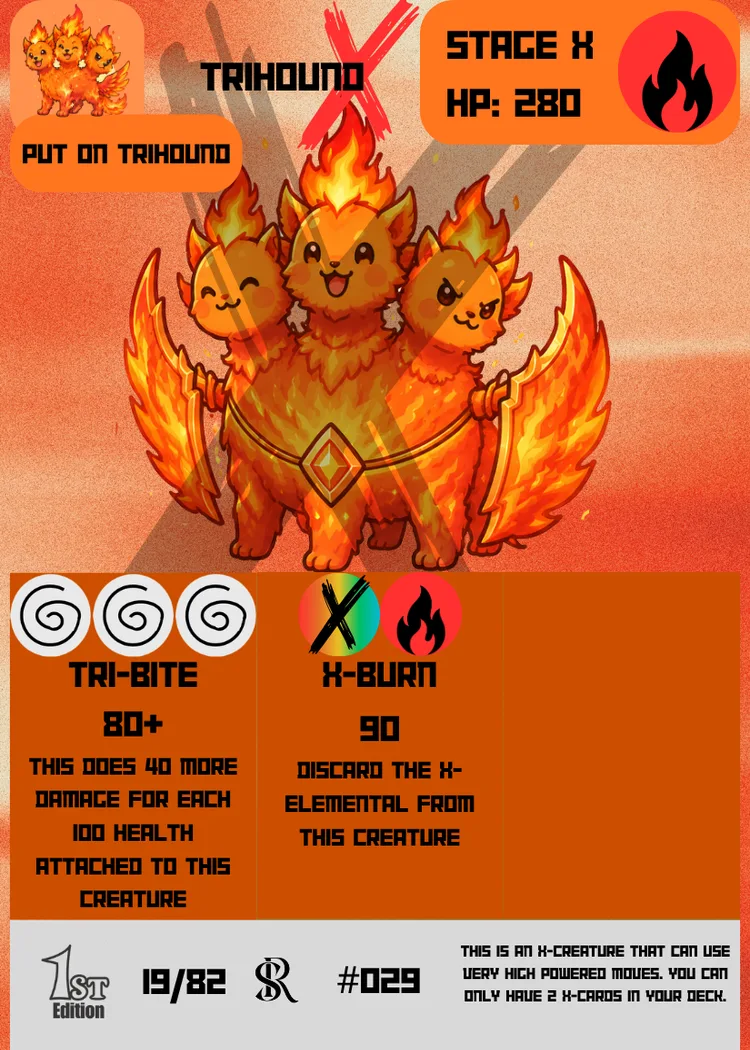 TRIHOUND X
STAGE X
HP: 280
PUT ON TRIHOUND
X
TRI-BITE
80+
THIS DOES 40 MORE
DAMAGE FOR EACH
100 HEALTH
ATTACHED TO THIS
CREATURE
X-BURN
90
DISCARD THE X-
ELEMENTAL FROM
THIS CREATURE
1ST
Edition
19/82
SR
#029
THIS IS AN X-CREATURE THAT CAN USE
VERY HIGH POWERED MOVES. YOU CAN
ONLY HAVE 2 X-CARDS IN YOUR DECK.